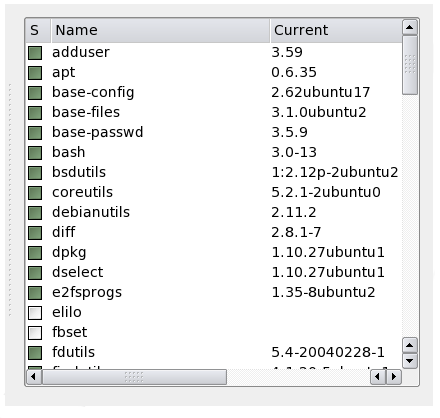 S Name Current
adduser 3.59
apt 0.6.35
base-config 2.62ubuntu17
base-files 3.1.0ubuntu2
base-passwd 3.5.9
bash 3.0-13
bsdutils 1:2.12p-2ubuntu2
coreutils 5.2.1-2ubuntu0
debianutils 2.11.2
diff 2.8.1-7
dpkg 1.10.27ubuntu1
dselect 1.10.27ubuntu1
e2fsprogs 1.35-8ubuntu2
elilo
fbset
fdutils 5.4-20040228-1